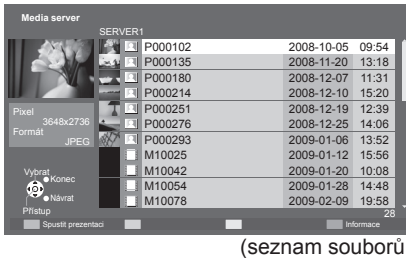 Media server
SERVER1
P000102 2008-10-05 09:54
P000135 2008-11-20 13:18
P000180 2008-12-07 11:31
P000214 2008-12-10 15:20
P000251 2008-12-19 12:39
P000276 2008-12-25 14:06
P000293 2009-01-06 13:52
M10025 2009-01-12 15:56
M10042 2009-01-20 10:08
M10054 2009-01-28 14:48
M10078 2009-02-09 19:58
28
Pixel
3648x2736
Formát
JPEG
Vybrat
Konec
Návrat
Přístup
Spustit prezentaci
Informace
(seznam souborů